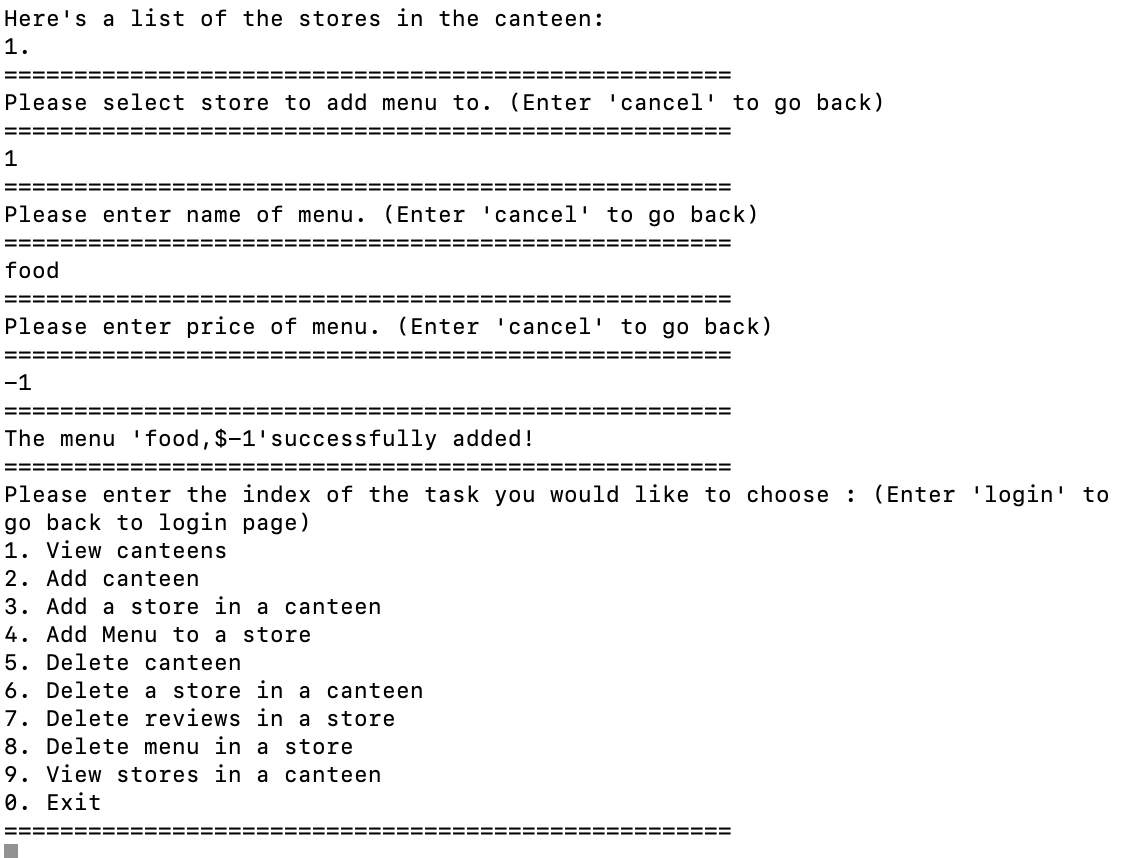 Here's a list of the stores in the canteen:
1.
====================================================
Please select store to add menu to. (Enter 'cancel' to go back)
====================================================
1
====================================================
Please enter name of menu. (Enter 'cancel' to go back)
====================================================
food
====================================================
Please enter price of menu. (Enter 'cancel' to go back)
====================================================
-1
====================================================
The menu 'food,$-1'successfully added!
====================================================
Please enter the index of the task you would like to choose : (Enter 'login' to
go back to login page)
1. View canteens
2. Add canteen
3. Add a store in a canteen
4. Add Menu to a store
5. Delete canteen
6. Delete a store in a canteen
7. Delete reviews in a store
8. Delete menu in a store
9. View stores in a canteen
0. Exit
====================================================